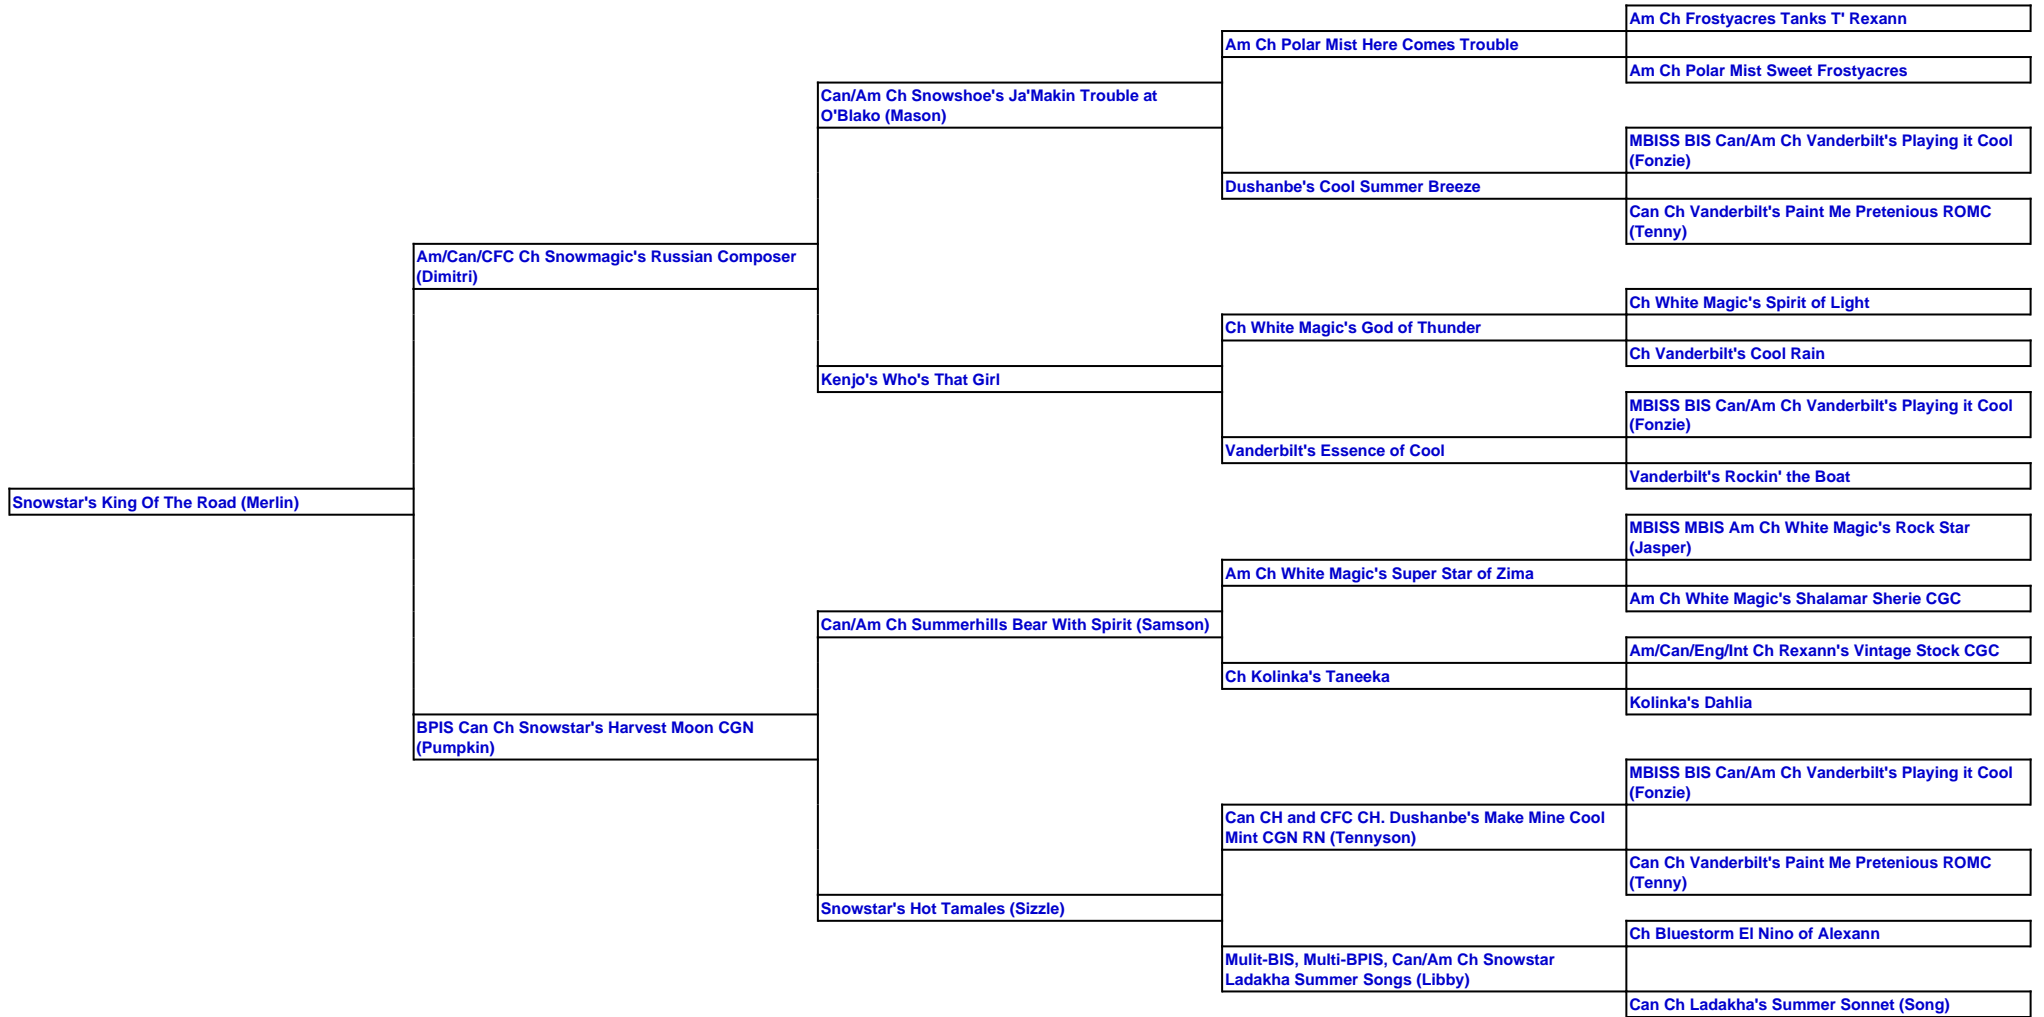 Am Ch Frostyacres Tanks T' Rexann
Am Ch Polar Mist Here Comes Trouble
Am Ch Polar Mist Sweet Frostyacres
Can/Am Ch Snowshoe's Ja'Makin Trouble at
O'Blako (Mason)
MBISS BIS Can/Am Ch Vanderbilt's Playing it Cool
(Fonzie)
Dushanbe's Cool Summer Breeze
Can Ch Vanderbilt's Paint Me Pretenious ROMC
(Tenny)
Am/Can/CFC Ch Snowmagic's Russian Composer
(Dimitri)
Ch White Magic's Spirit of Light
Ch White Magic's God of Thunder
Ch Vanderbilt's Cool Rain
Kenjo's Who's That Girl
MBISS BIS Can/Am Ch Vanderbilt's Playing it Cool
(Fonzie)
Vanderbilt's Essence of Cool
Vanderbilt's Rockin' the Boat
Snowstar's King Of The Road (Merlin)
MBISS MBIS Am Ch White Magic's Rock Star
(Jasper)
Am Ch White Magic's Super Star of Zima
Am Ch White Magic's Shalamar Sherie CGC
Can/Am Ch Summerhills Bear With Spirit (Samson)
Am/Can/Eng/Int Ch Rexann's Vintage Stock CGC
Ch Kolinka's Taneeka
Kolinka's Dahlia
BPIS Can Ch Snowstar's Harvest Moon CGN
(Pumpkin)
MBISS BIS Can/Am Ch Vanderbilt's Playing it Cool
(Fonzie)
Can CH and CFC CH. Dushanbe's Make Mine Cool
Mint CGN RN (Tennyson)
Can Ch Vanderbilt's Paint Me Pretenious ROMC
(Tenny)
Snowstar's Hot Tamales (Sizzle)
Ch Bluestorm El Nino of Alexann
Mulit-BIS, Multi-BPIS, Can/Am Ch Snowstar
Ladakha Summer Songs (Libby)
Can Ch Ladakha's Summer Sonnet (Song)